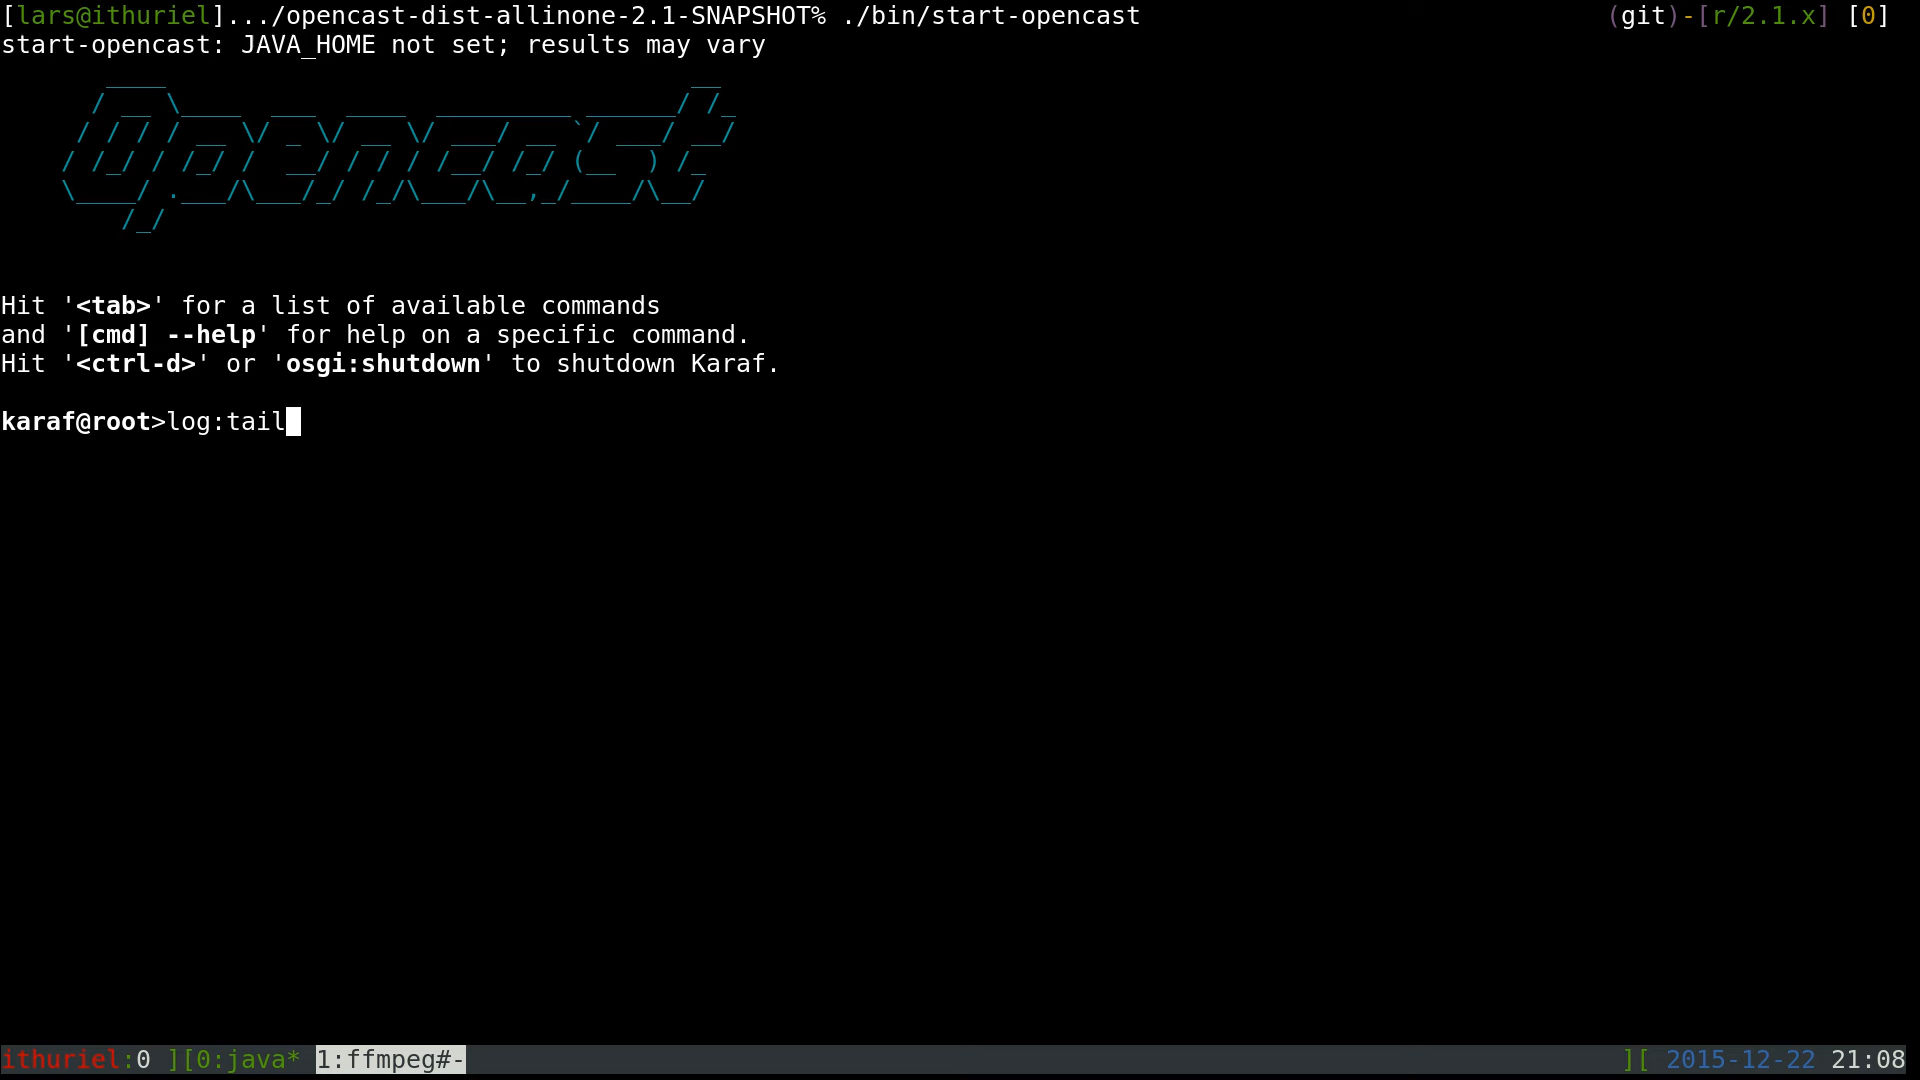 [lars@ithuriel].../opencast-dist-allinone-2.1-SNAPSHOT% ./bin/start-opencast (git)-[r/2.1.x] [0]
start-opencast: JAVA_HOME not set; results may vary
Opencast
Hit '<tab>' for a list of available commands
and '[cmd] --help' for help on a specific command.
Hit '<ctrl-d>' or 'osgi:shutdown' to shutdown Karaf.
karaf@root>log:tail
ithuriel:0 ][0:java* 1:ffmpeg#- ][ 2015-12-22 21:08